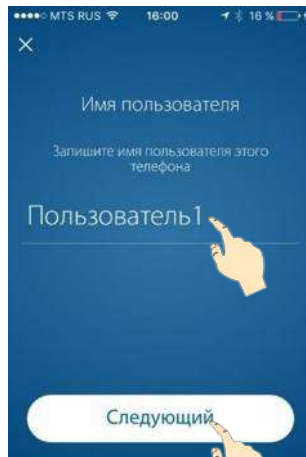 MTS RUS 16:00 16 %
Имя пользователя
Запишите имя пользователя этого
телефона
Пользователь1
Следующий